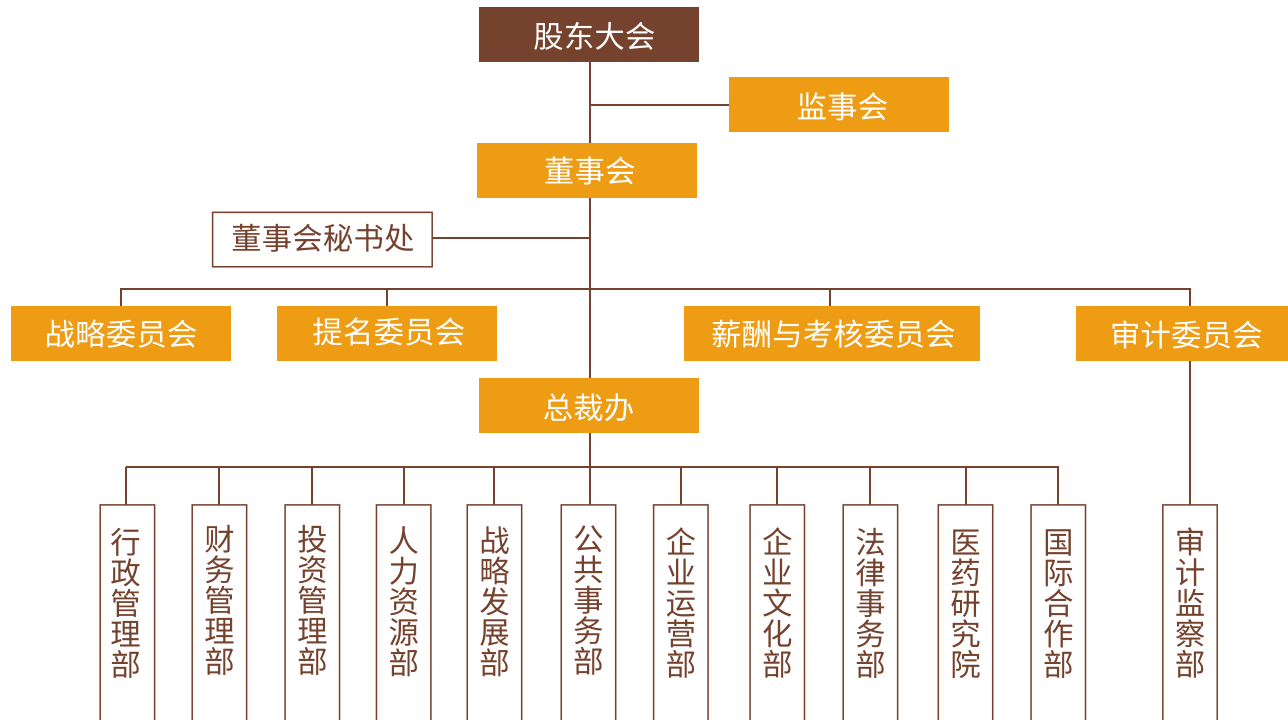 股东大会
监事会
董事会
董事会秘书处
战略委员会
提名委员会
薪酬与考核委员会
审计委员会
总裁办
行政管理部
财务管理部
投资管理部
人力资源部
战略发展部
公共事务部
企业运营部
企业文化部
法律事务部
医药研究院
国际合作部
审计监察部